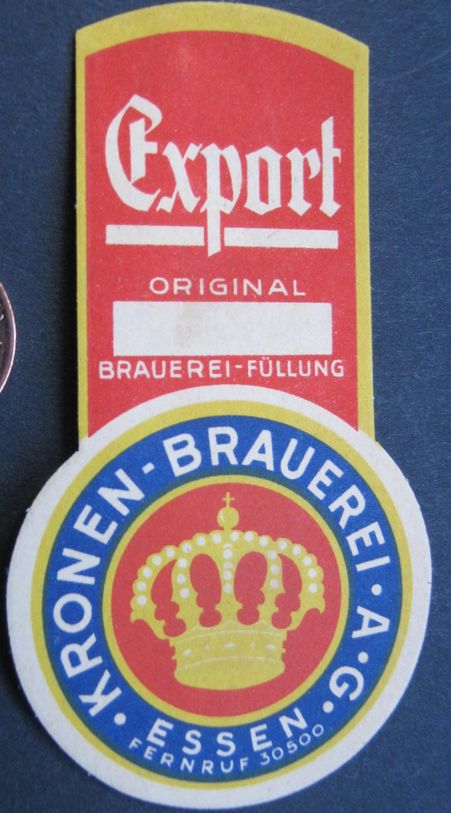 Export
ORIGINAL
BRAUEREI-FÜLLUNG
· KRONEN-BRAUEREI · A·G ·
ESSEN
FERNRUF 30500